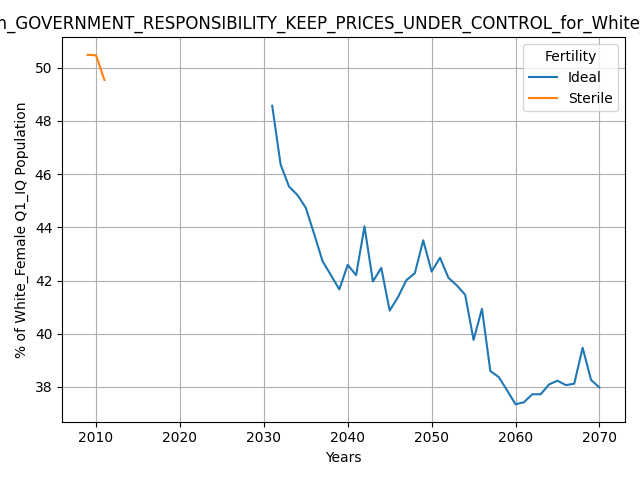 n_GOVERNMENT_RESPONSIBILITY_KEEP_PRICES_UNDER_CONTROL_for_White
Fertility
Ideal
Sterile
% of White_Female Q1_IQ Population
50
48
46
44
42
40
38
2010 2020 2030 2040 2050 2060 2070
Years